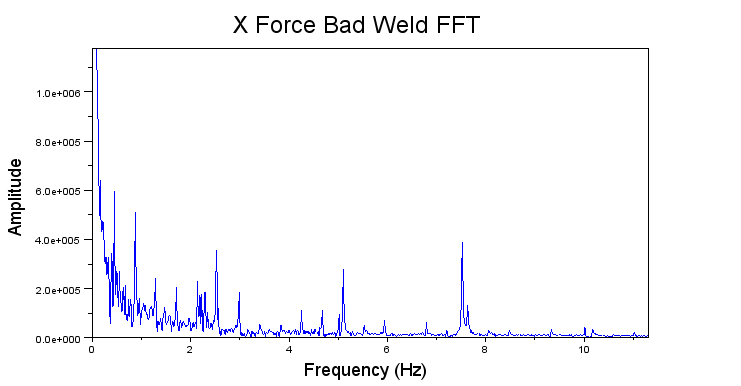 X Force Bad Weld FFT
1.0e+006
8.0e+005
6.0e+005
4.0e+005
2.0e+005
0.0e+000
Amplitude
0 2 4 6 8 10
Frequency (Hz)